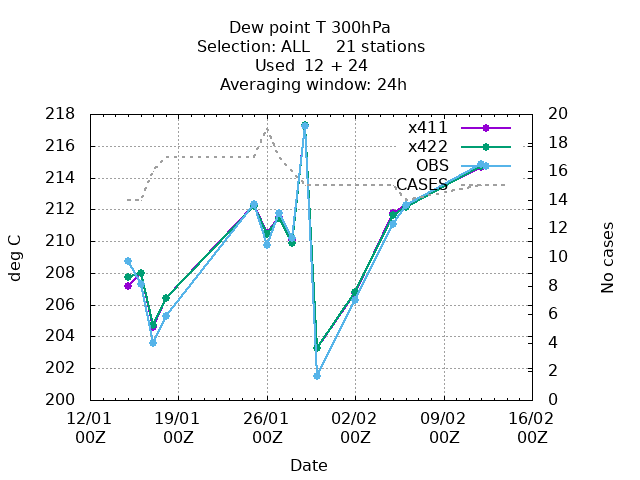 Dew point T 300hPa
Selection: ALL     21 stations
Used  12 + 24
Averaging window: 24h
218
216
214
212
210
208
206
204
202
200
deg C
20
18
16
14
12
10
8
6
4
2
0
No cases
x411
x422
OBS
CASES
12/01 19/01 26/01 02/02 09/02 16/02
00Z 00Z 00Z 00Z 00Z 00Z
Date